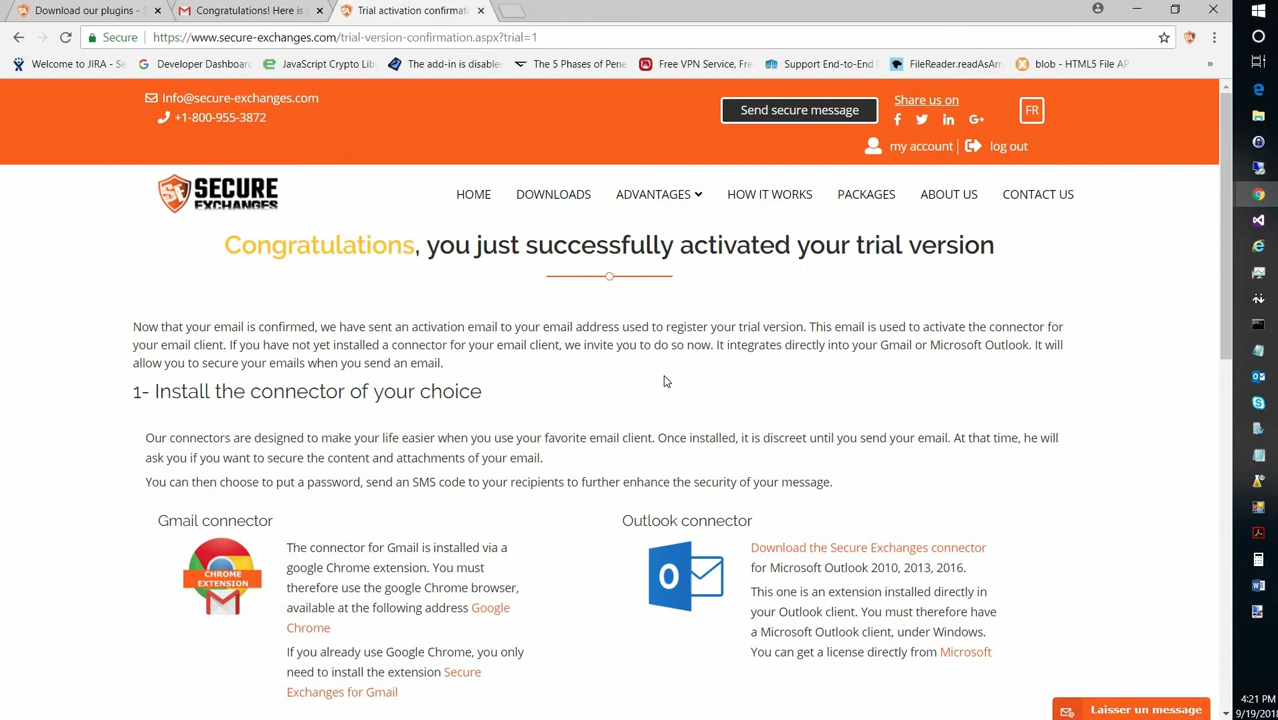 Download our plugins - S
Congratulations! Here is
Trial activation confirmati
Secure
https://www.secure-exchanges.com/trial-version-confirmation.aspx?trial=1
Welcome to JIRA - Se
Developer Dashboar
JavaScript Crypto Lib
The add-in is disable
The 5 Phases of Pene
Free VPN Service, Fre
Support End-to-End
FileReader.readAsArr
blob - HTML5 File AP
»
Info@secure-exchanges.com
+1-800-955-3872
Send secure message
Share us on
FR
my account
log out
SECURE
EXCHANGES
HOME
DOWNLOADS
ADVANTAGES
HOW IT WORKS
PACKAGES
ABOUT US
CONTACT US
Congratulations, you just successfully activated your trial version
Now that your email is confirmed, we have sent an activation email to your email address used to register your trial version. This email is used to activate the connector for
your email client. If you have not yet installed a connector for your email client, we invite you to do so now. It integrates directly into your Gmail or Microsoft Outlook. It will
allow you to secure your emails when you send an email.
1- Install the connector of your choice
Our connectors are designed to make your life easier when you use your favorite email client. Once installed, it is discreet until you send your email. At that time, he will
ask you if you want to secure the content and attachments of your email.
You can then choose to put a password, send an SMS code to your recipients to further enhance the security of your message.
Gmail connector
CHROME
EXTENSION
The connector for Gmail is installed via a
google Chrome extension. You must
therefore use the google Chrome browser,
available at the following address Google
Chrome
If you already use Google Chrome, you only
need to install the extension Secure
Exchanges for Gmail
Outlook connector
Download the Secure Exchanges connector
for Microsoft Outlook 2010, 2013, 2016.
This one is an extension installed directly in
your Outlook client. You must therefore have
a Microsoft Outlook client, under Windows.
You can get a license directly from Microsoft
Laisser un message
4:21 PM
9/19/2018